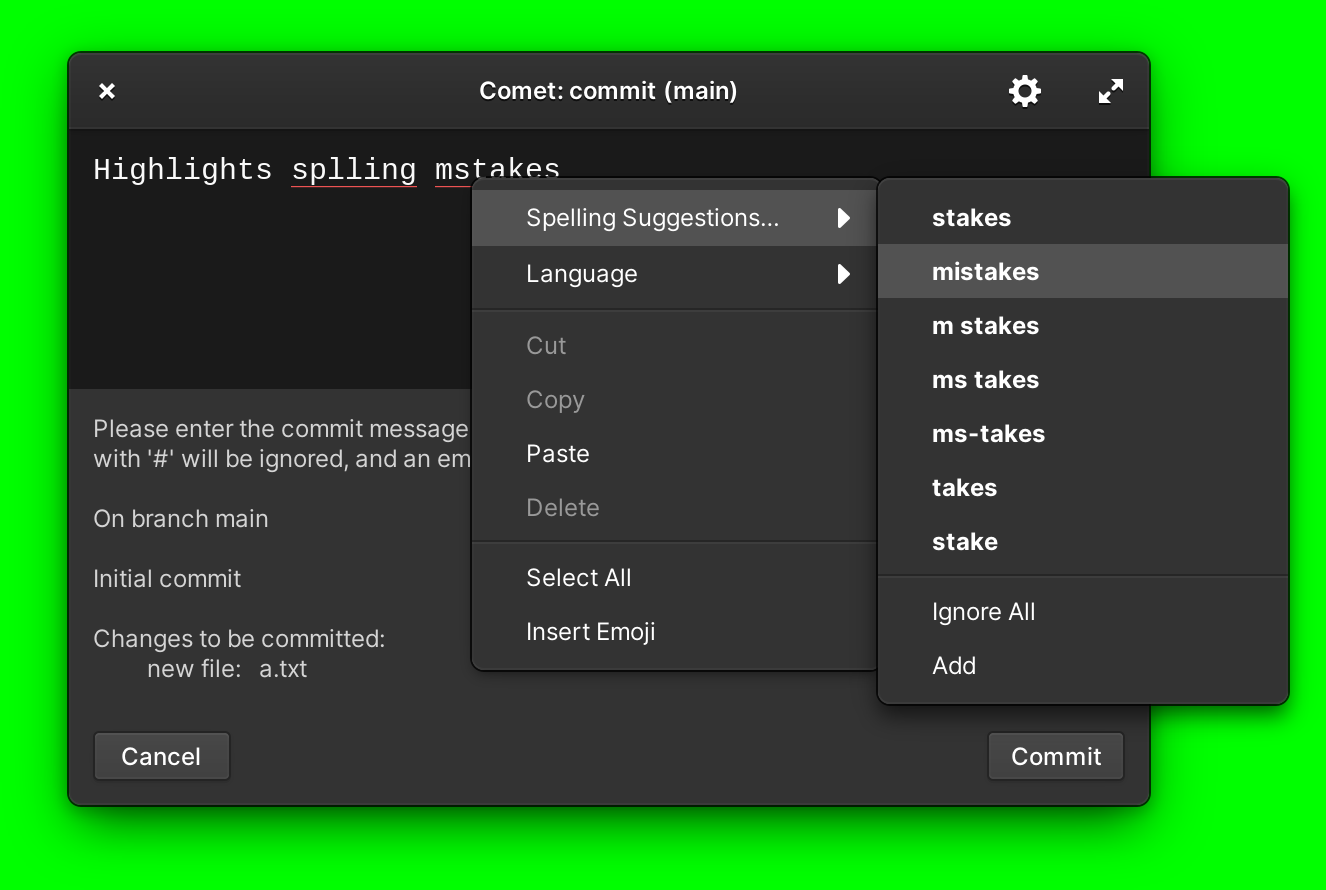 Comet: commit (main)
Highlights splling mstakes
Please enter the commit message
with '#' will be ignored, and an em
On branch main
Initial commit
Changes to be committed:
new file: a.txt
Cancel
Commit
Spelling Suggestions...
Language
Cut
Copy
Paste
Delete
Select All
Insert Emoji
stakes
mistakes
m stakes
ms takes
ms-takes
takes
stake
Ignore All
Add